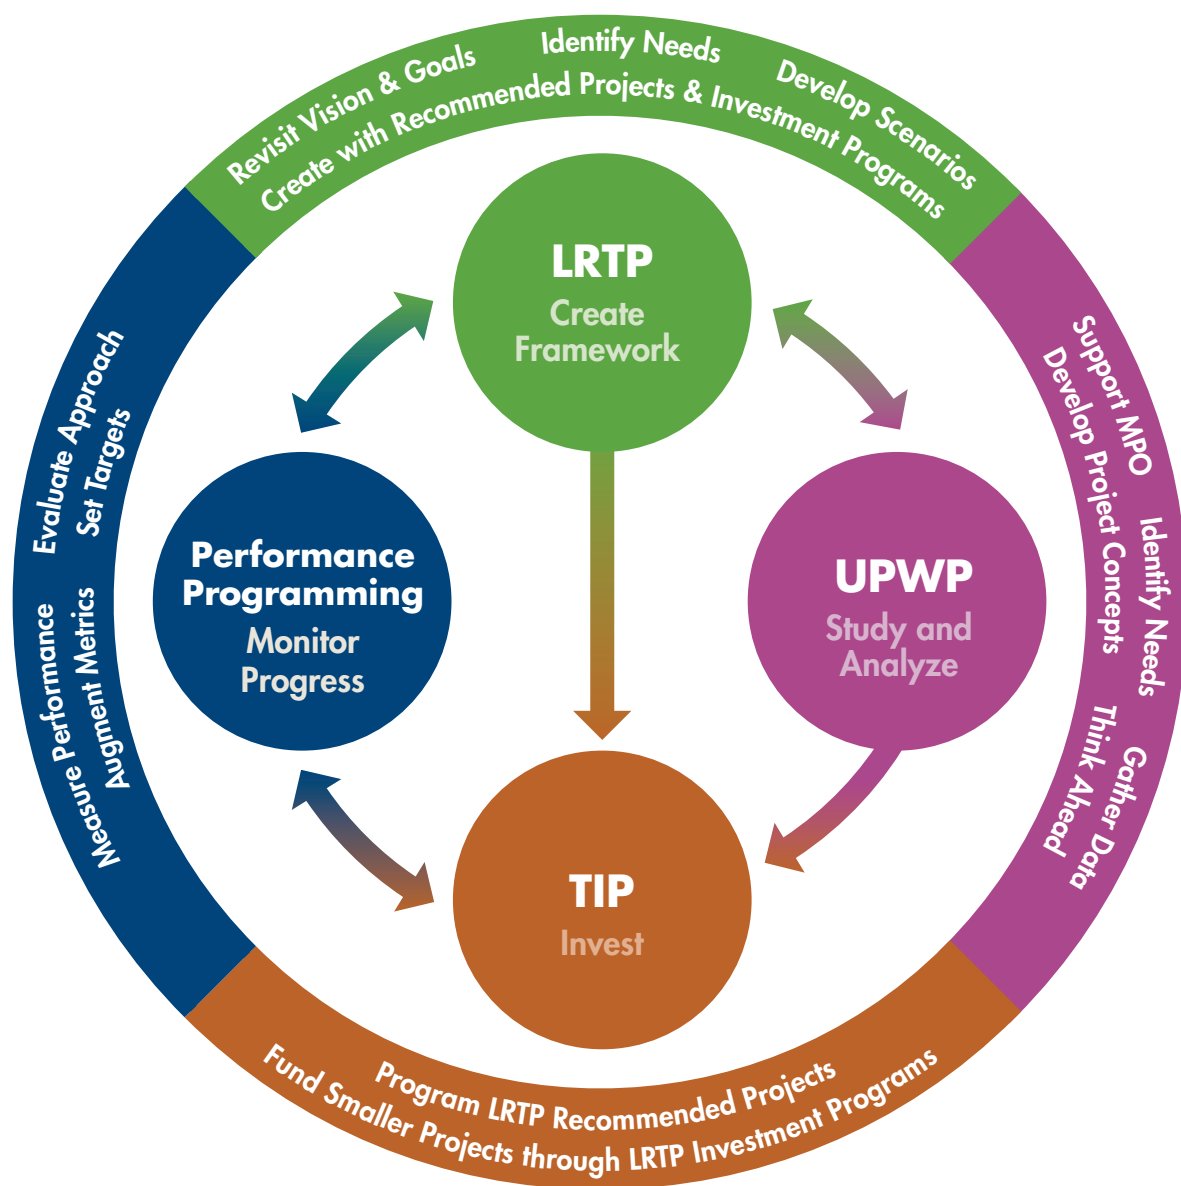 Revisit Vision & Goals
Identify Needs
Develop Scenarios
Create with Recommended Projects & Investment Programs
LRTP
Create
Framework
Evaluate Approach
Set Targets
Measure Performance
Augment Metrics
Performance
Programming
Monitor
Progress
UPWP
Study and
Analyze
Support MPO
Develop Project Concepts
Identify Needs
Gather Data
Think Ahead
TIP
Invest
Program LRTP Recommended Projects
Fund Smaller Projects through LRTP Investment Programs